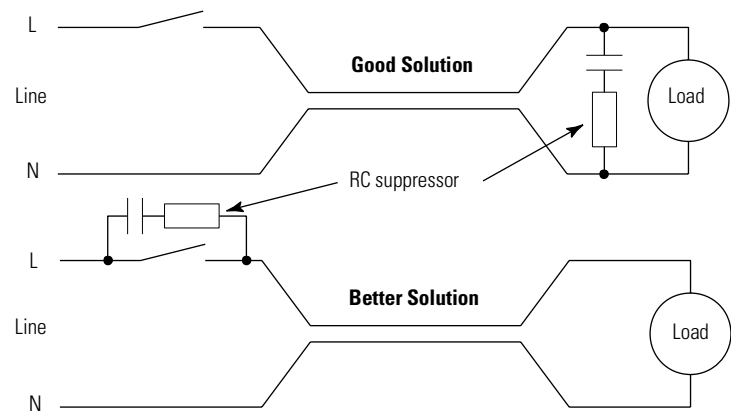 L
Good Solution
Line
Load
N
RC suppressor
L
Better Solution
Line
Load
N